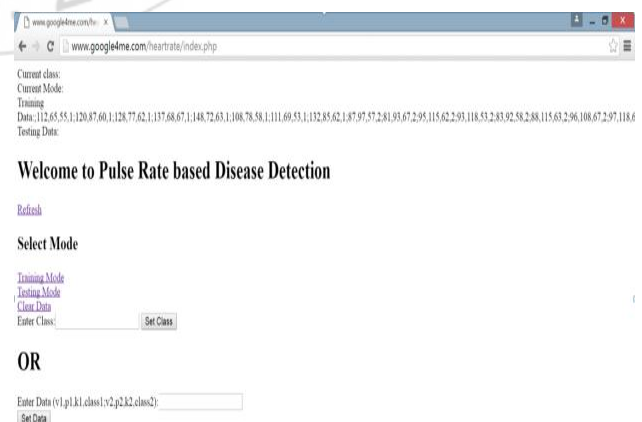 www.google4me.com/he
www.google4me.com/heartrate/index.php
Current class:
Current Mode:
Training
Data:;112,65,55,1;120,87,60,1;128,77,62,1;137,68,67,1;148,72,63,1;108,78,58,1;111,69,53,1;132,85,62,1;87,97,57,2;81,93,67,2;95,115,62,2;93,118,53,2;83,92,58,2;88,115,63,2;96,108,67,2;97,118,6
Testing Data:
Welcome to Pulse Rate based Disease Detection
Refresh
Select Mode
Training Mode
Testing Mode
Clear Data
Enter Class: Set Class
OR
Enter Data (v1,p1,k1,class1;v2,p2,k2,class2):
Set Data